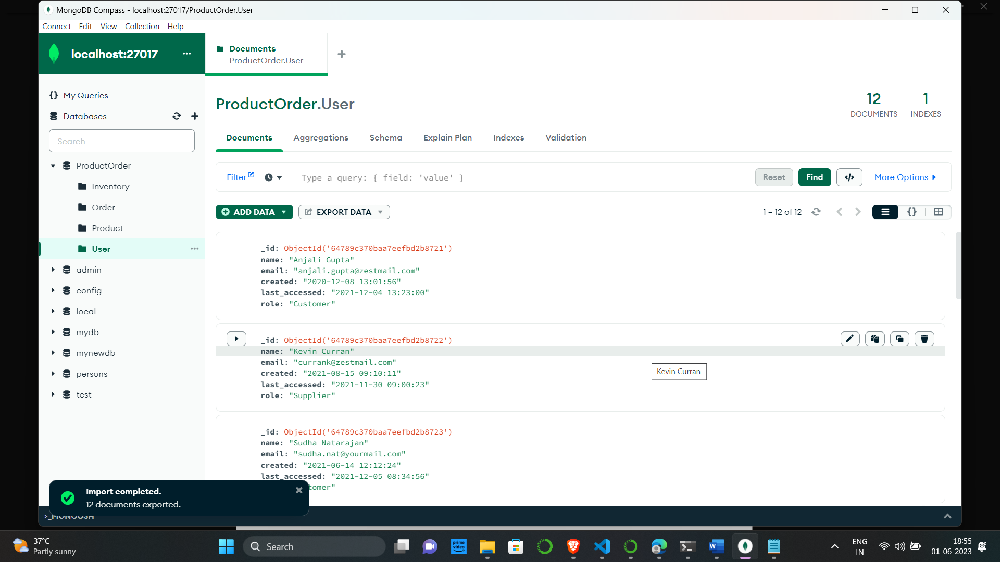 MongoDB Compass - localhost:27017/ProductOrder.User
Connect Edit View Collection Help
localhost:27017
Documents
ProductOrder.User
My Queries
Databases
Search
ProductOrder
Inventory
Order
Product
User
admin
config
local
mydb
mynewdb
persons
test
ProductOrder.User
12
DOCUMENTS
1
INDEXES
Documents Aggregations Schema Explain Plan Indexes Validation
Filter Type a query: { field: 'value' } Reset Find </> More Options
ADD DATA EXPORT DATA 1 – 12 of 12 {}
_id: ObjectId('64789c370baa7eefbd2b8721')
name: "Anjali Gupta"
email: "anjali.gupta@zestmail.com"
created: "2020-12-08 13:01:56"
last_accessed: "2021-12-04 13:23:00"
role: "Customer"
_id: ObjectId('64789c370baa7eefbd2b8722')
name: "Kevin Curran"
email: "currank@zestmail.com"
created: "2021-08-15 09:10:11"
last_accessed: "2021-11-30 09:00:23"
role: "Supplier"
Kevin Curran
_id: ObjectId('64789c370baa7eefbd2b8723')
name: "Sudha Natarajan"
email: "sudha.nat@yourmail.com"
created: "2021-06-14 12:12:24"
last_accessed: "2021-12-05 08:34:56"
tomer"
Import completed.
12 documents exported.
>_MONGOSH
37°C
Partly sunny
Search
prime video
ENG
IN
18:55
01-06-2023